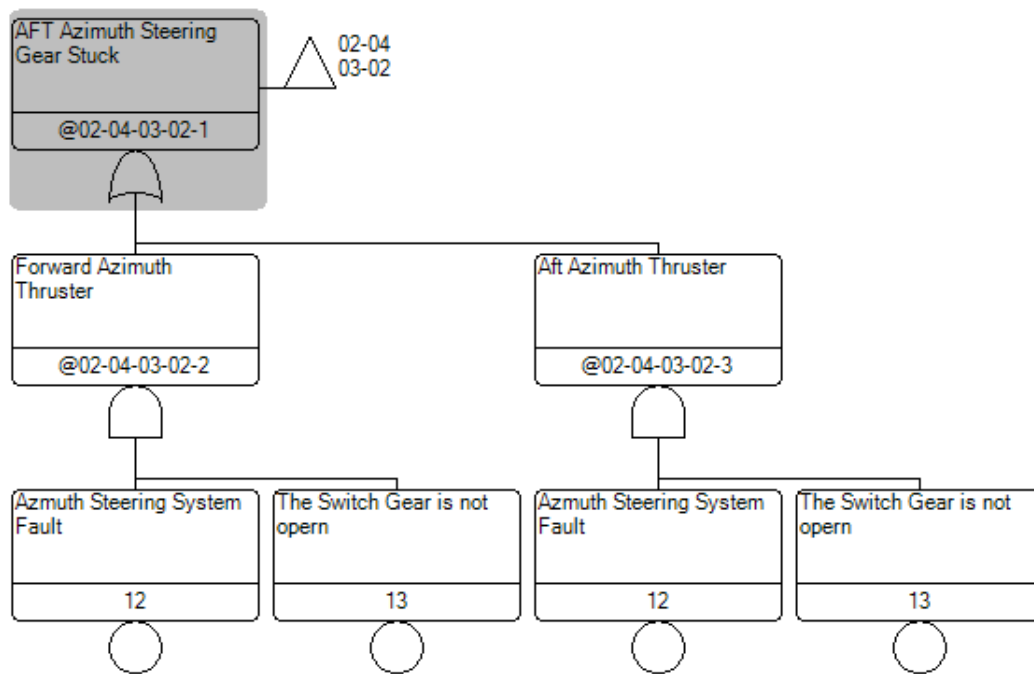 AFT Azimuth Steering
Gear Stuck
@02-04-03-02-1
02-04
03-02
Forward Azimuth
Thruster
@02-04-03-02-2
Aft Azimuth Thruster
@02-04-03-02-3
Azmuth Steering System
Fault
12
The Switch Gear is not
opern
13
Azmuth Steering System
Fault
12
The Switch Gear is not
opern
13